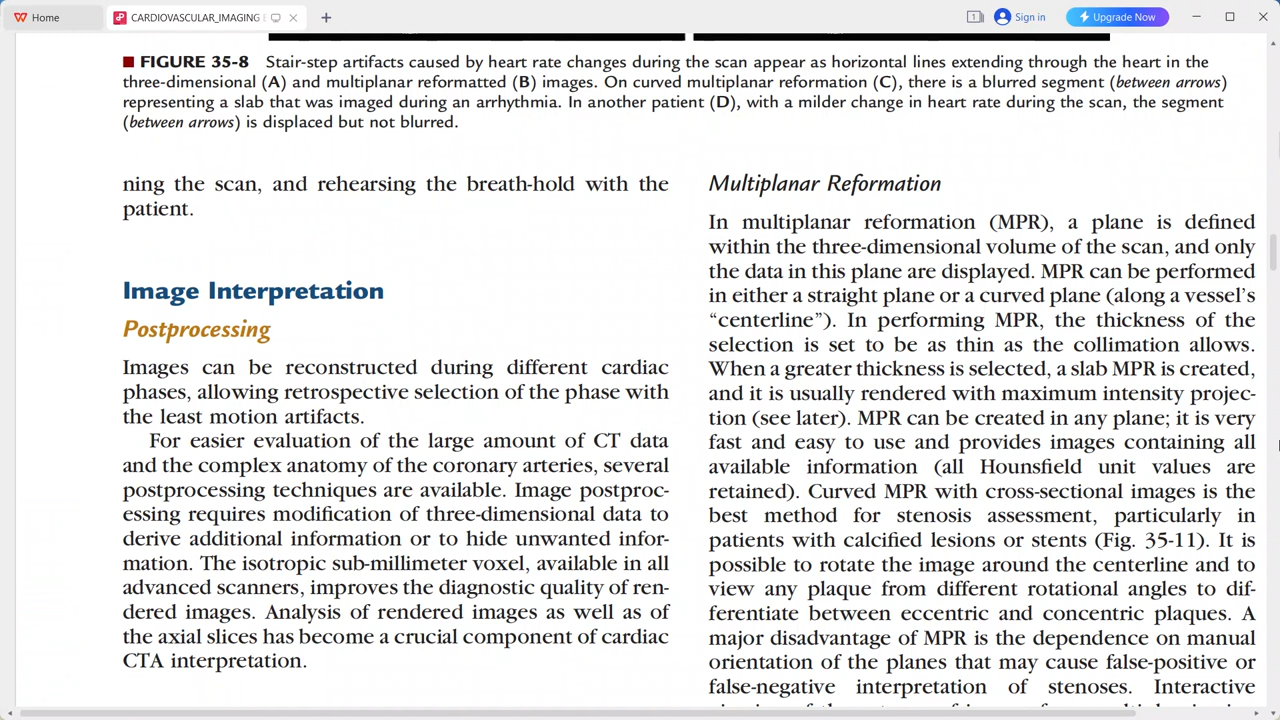 Home
CARDIOVASCULAR_IMAGING
Sign in
Upgrade Now
FIGURE 35-8 Stair-step artifacts caused by heart rate changes during the scan appear as horizontal lines extending through the heart in the
three-dimensional (A) and multiplanar reformatted (B) images. On curved multiplanar reformation (C), there is a blurred segment (between arrows)
representing a slab that was imaged during an arrhythmia. In another patient (D), with a milder change in heart rate during the scan, the segment
(between arrows) is displaced but not blurred.
ning the scan, and rehearsing the breath-hold with the
patient.
Image Interpretation
Postprocessing
Images can be reconstructed during different cardiac
phases, allowing retrospective selection of the phase with
the least motion artifacts.
For easier evaluation of the large amount of CT data
and the complex anatomy of the coronary arteries, several
postprocessing techniques are available. Image postproc-
essing requires modification of three-dimensional data to
derive additional information or to hide unwanted infor-
mation. The isotropic sub-millimeter voxel, available in all
advanced scanners, improves the diagnostic quality of ren-
dered images. Analysis of rendered images as well as of
the axial slices has become a crucial component of cardiac
CTA interpretation.
Multiplanar Reformation
In multiplanar reformation (MPR), a plane is defined
within the three-dimensional volume of the scan, and only
the data in this plane are displayed. MPR can be performed
in either a straight plane or a curved plane (along a vessel's
“centerline”). In performing MPR, the thickness of the
selection is set to be as thin as the collimation allows.
When a greater thickness is selected, a slab MPR is created,
and it is usually rendered with maximum intensity projec-
tion (see later). MPR can be created in any plane; it is very
fast and easy to use and provides images containing all
available information (all Hounsfield unit values are
retained). Curved MPR with cross-sectional images is the
best method for stenosis assessment, particularly in
patients with calcified lesions or stents (Fig. 35-11). It is
possible to rotate the image around the centerline and to
view any plaque from different rotational angles to dif-
ferentiate between eccentric and concentric plaques. A
major disadvantage of MPR is the dependence on manual
orientation of the planes that may cause false-positive or
false-negative interpretation of stenoses. Interactive